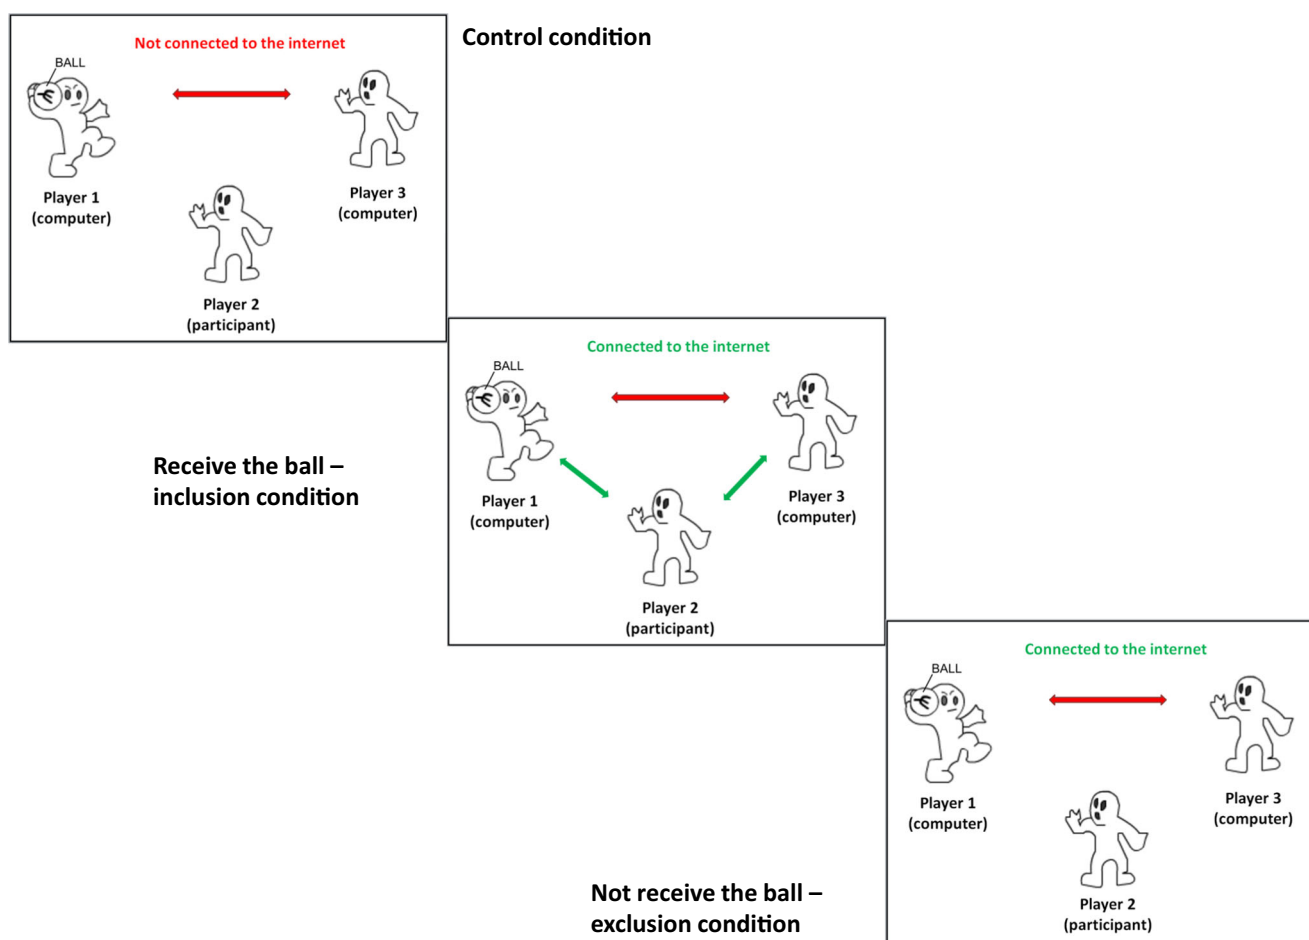 Control condition
Not connected to the internet
BALL
Player 1
(computer)
Player 3
(computer)
Player 2
(participant)
Receive the ball –
inclusion condition
Connected to the internet
BALL
Player 1
(computer)
Player 3
(computer)
Player 2
(participant)
Not receive the ball –
exclusion condition
Connected to the internet
BALL
Player 1
(computer)
Player 3
(computer)
Player 2
(participant)